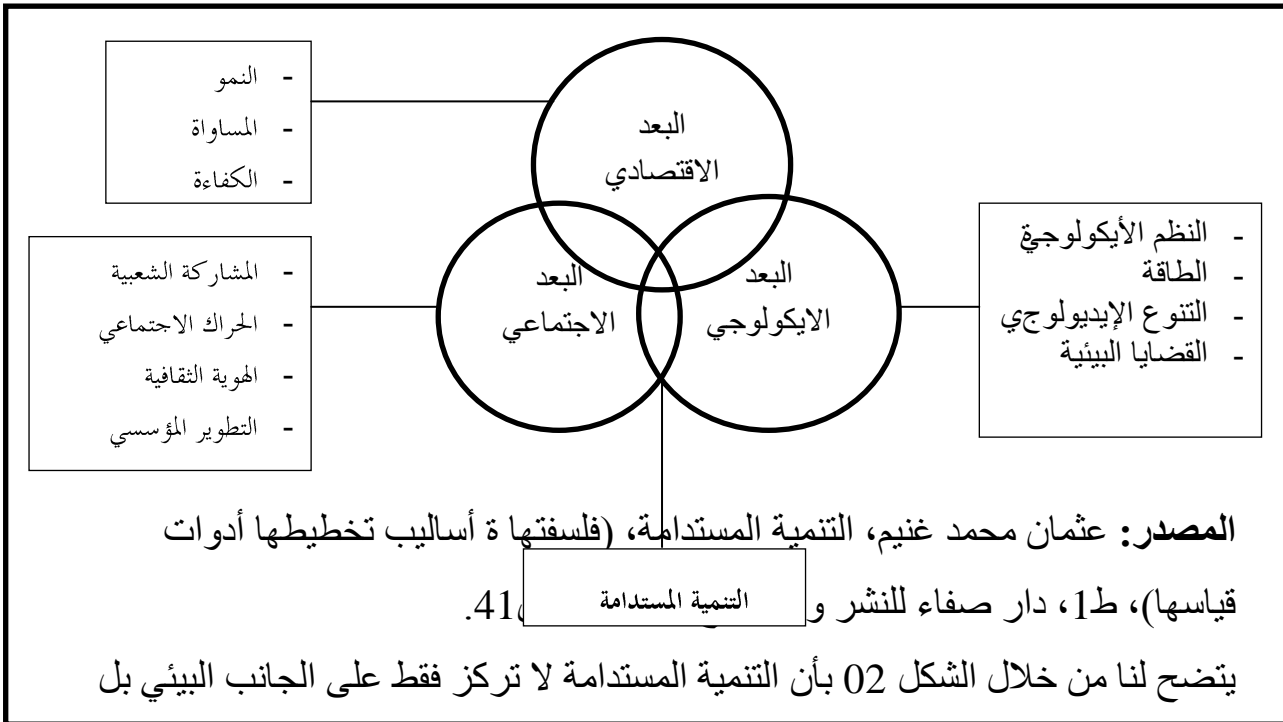 - النمو
- المساواة
- الكفاءة
البعد
الاقتصادي
- المشاركة الشعبية
- الحراك الاجتماعي
- الهوية الثقافية
- التطوير المؤسسي
البعد
الاجتماعي
البعد
الايكولوجي
- النظم الأيكولوجية
- الطاقة
- التنوع الإيديولوجي
- القضايا البيئية
المصدر: عثمان محمد غنيم، التنمية المستدامة، (فلسفتها ة أساليب تخطيطها أدوات
قياسها)، ط1، دار صفاء للنشر و 41.
التنمية المستدامة
يتضح لنا من خلال الشكل 02 بأن التنمية المستدامة لا تركز فقط على الجانب البيئي بل